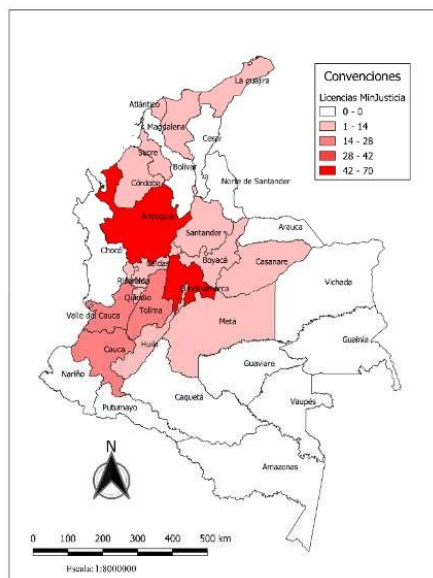 Convenciones
Licencias MinJusticia
0 - 0
1 - 14
14 - 28
28 - 42
42 - 70
La guajira
Atlántico
Magdalena
Cesar
Sucre
Bolívar
Córdoba
Norte de Santander
Antioquia
Santander
Arauca
Chocó
Boyacá
Caldas
Casanare
Risaralda
Cundinamarca
Vichada
Quindio
Valle del Cauca
Tolima
Meta
Guainía
Cauca
Huila
Guaviare
Nariño
Caquetá
Vaupés
Putumayo
Amazonas
N
0 100 200 300 400 500 km
Escala: 1:8000000